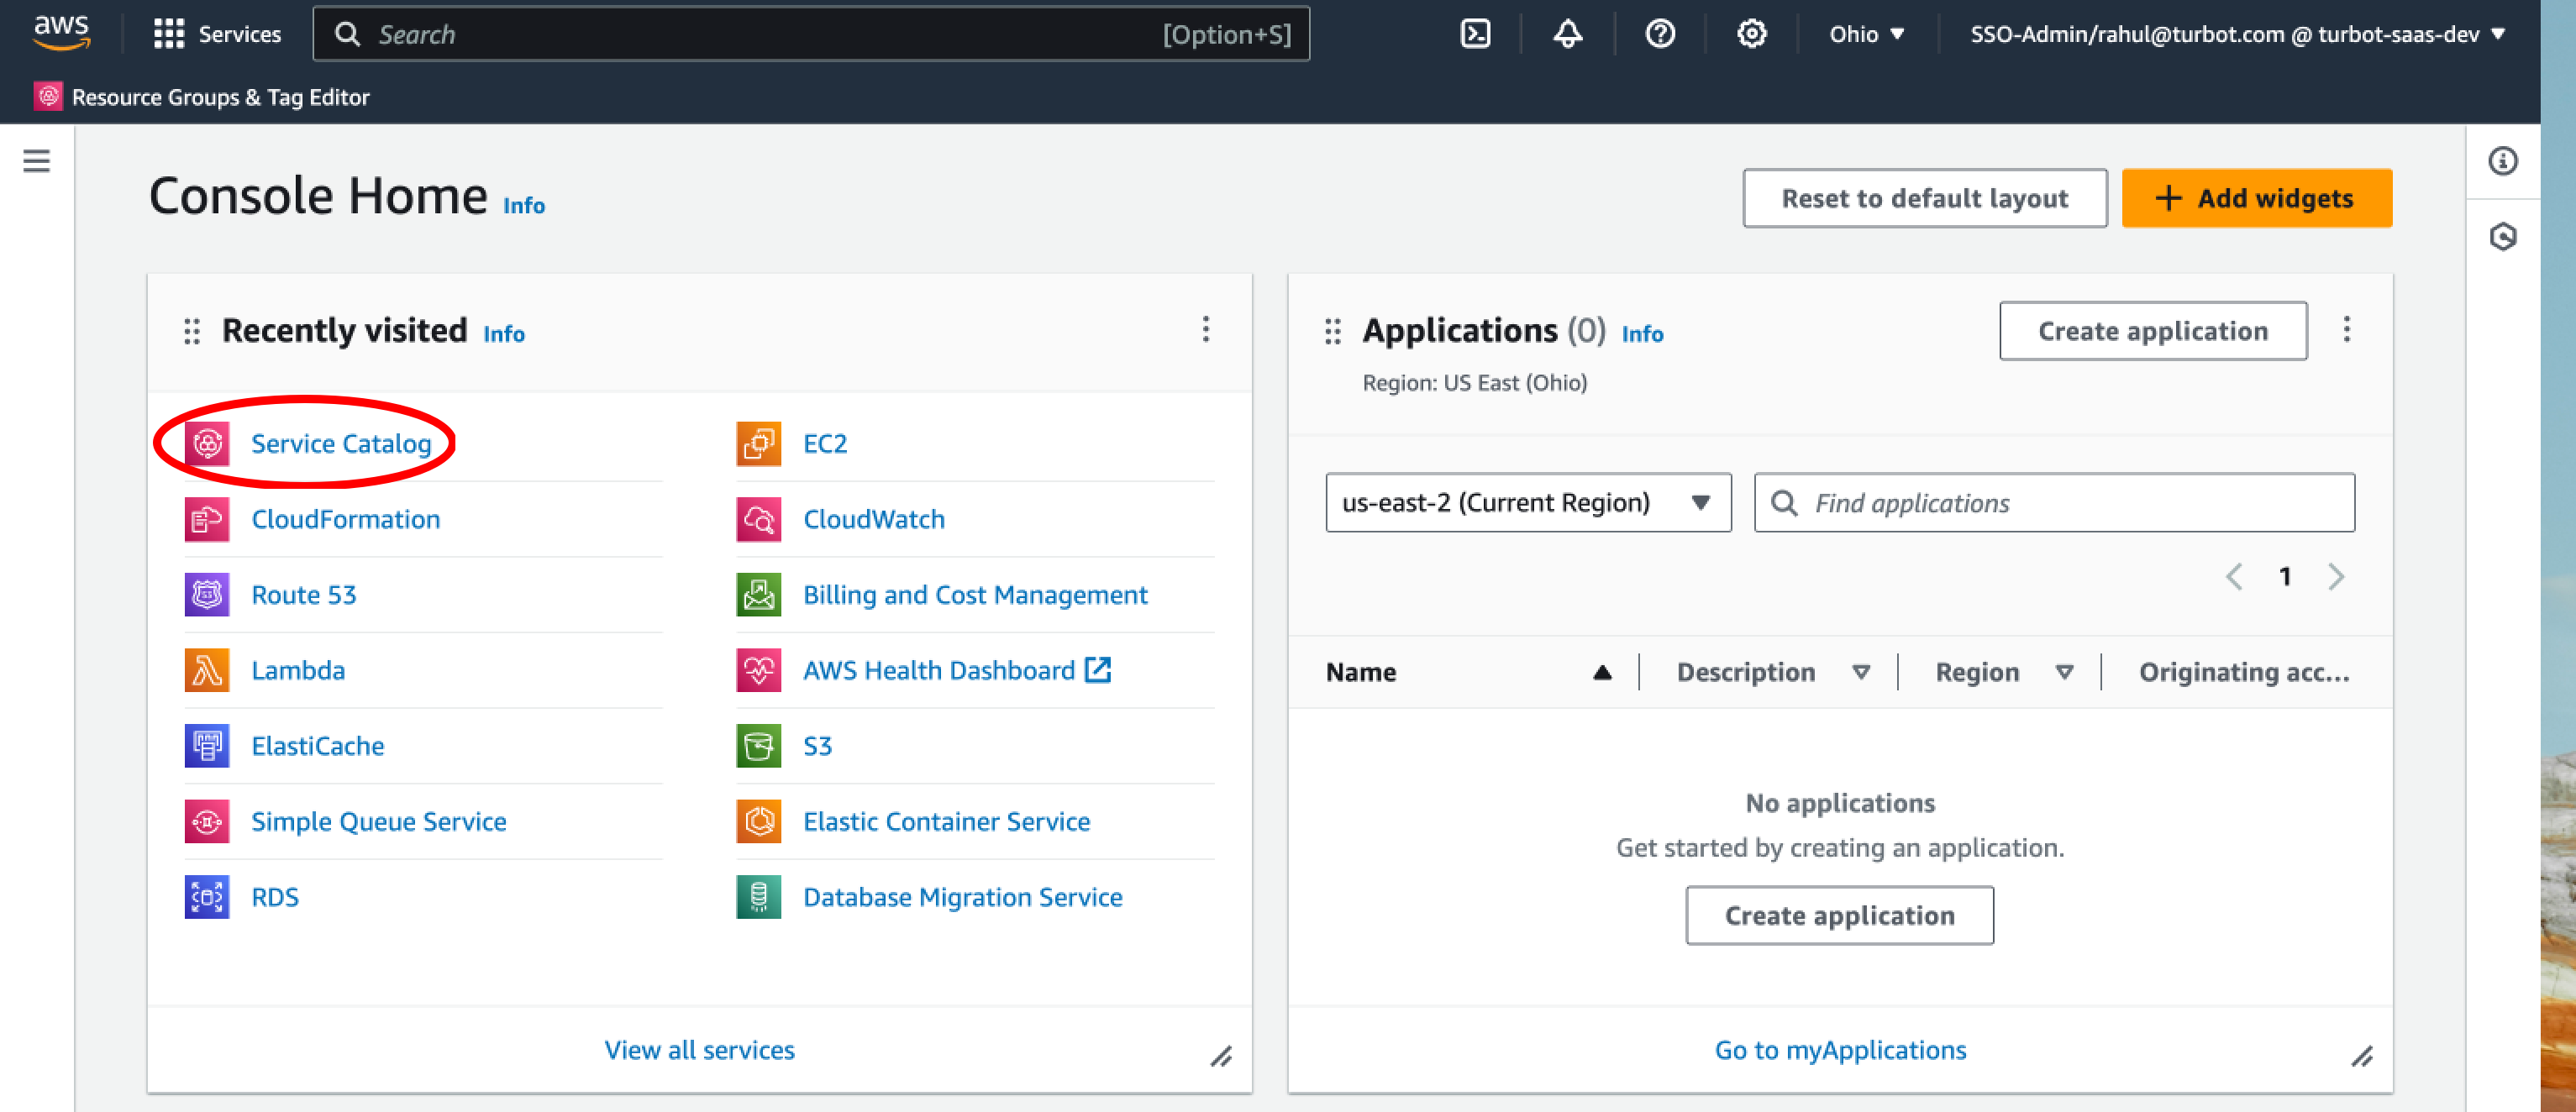 aws
Services
Search
[Option+S]
Ohio
SSO-Admin/rahul@turbot.com @ turbot-saas-dev
Resource Groups & Tag Editor
Console Home Info
Reset to default layout
Add widgets
Recently visited Info
Service Catalog
EC2
CloudFormation
CloudWatch
Route 53
Billing and Cost Management
Lambda
AWS Health Dashboard
ElastiCache
S3
Simple Queue Service
Elastic Container Service
RDS
Database Migration Service
View all services
Applications (0) Info
Create application
Region: US East (Ohio)
us-east-2 (Current Region)
Find applications
1
Name
Description
Region
Originating acc...
No applications
Get started by creating an application.
Create application
Go to myApplications